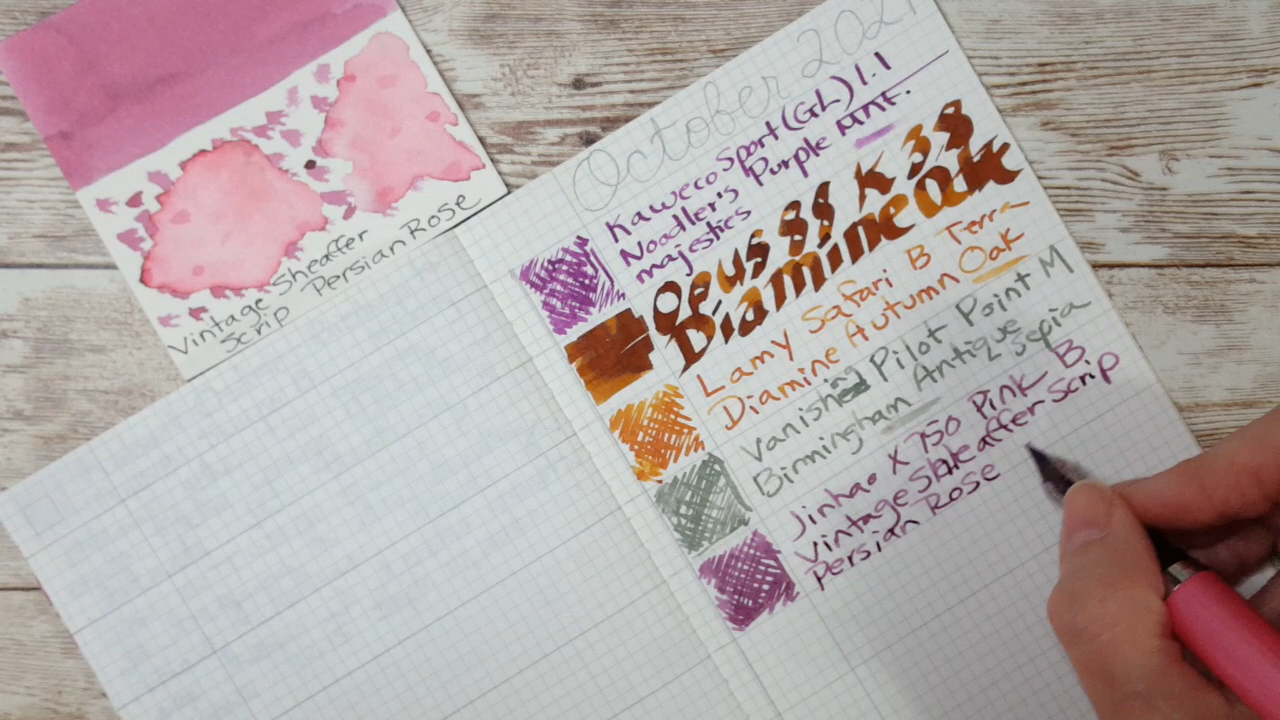 Vintage Sheaffer
Persian Rose
Scrip
October 2021
Kaweco Sport (GL) 1.1
Noodler's Purple
majestics
Opus 88 K 38
Diamine Oak
Lamy Safari B Terra
Diamine Autumn Oak
Vanishing Pilot Point M
Birmingham Antique Sepia
Jinhao X750 Pink B
Vintage Sheaffer Scrip
Persian Rose